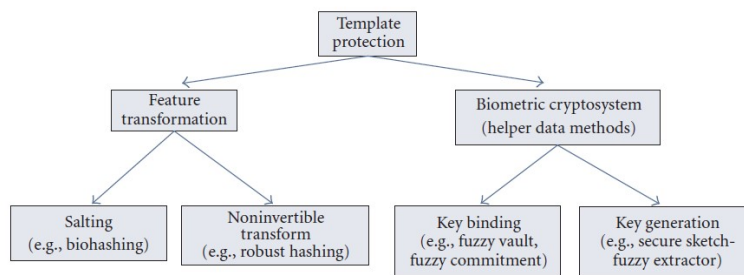 Template
protection
Feature
transformation
Biometric cryptosystem
(helper data methods)
Salting
(e.g., biohashing)
Noninvertible
transform
(e.g., robust hashing)
Key binding
(e.g., fuzzy vault,
fuzzy commitment)
Key generation
(e.g., secure sketch-
fuzzy extractor)